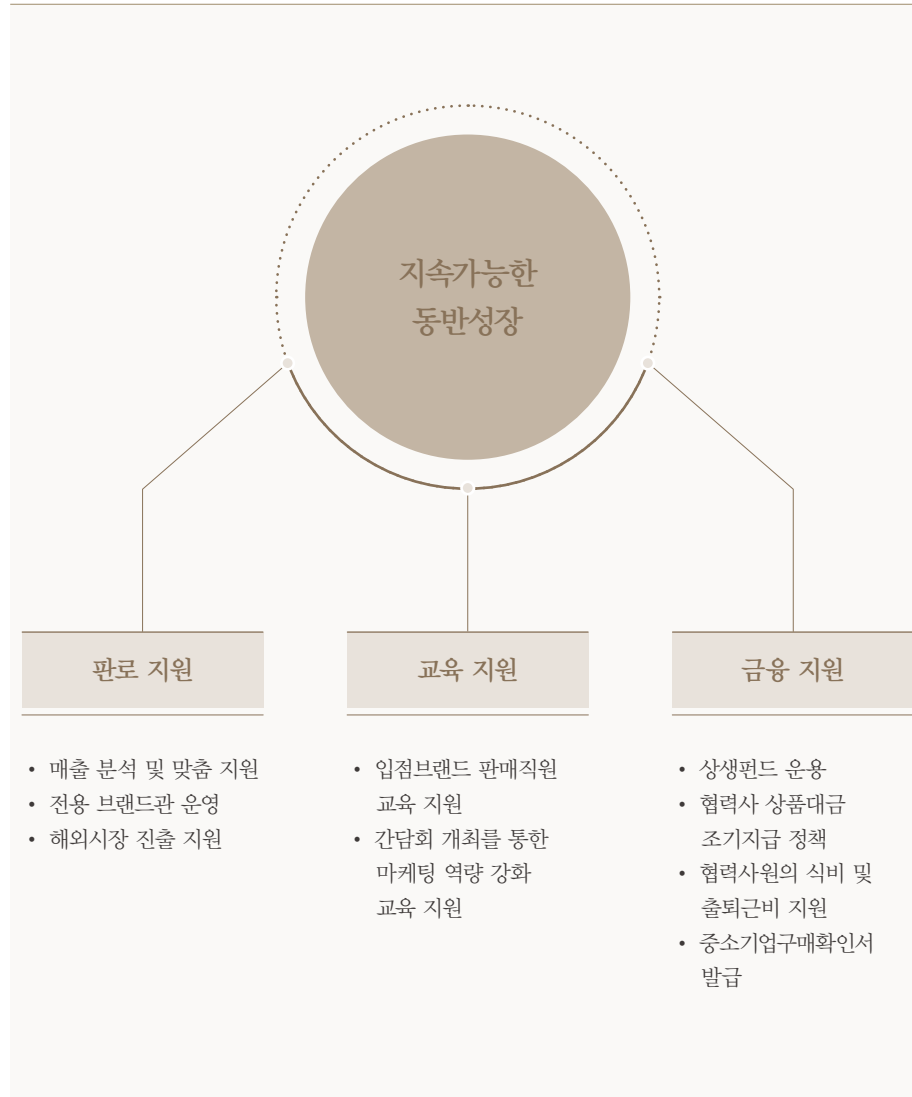 지속가능한
동반성장
판로 지원
• 매출 분석 및 맞춤 지원
• 전용 브랜드관 운영
• 해외시장 진출 지원
교육 지원
• 입점브랜드 판매직원
교육 지원
• 간담회 개최를 통한
마케팅 역량 강화
교육 지원
금융 지원
• 상생펀드 운용
• 협력사 상품대금
조기지급 정책
• 협력사원의 식비 및
출퇴근비 지원
• 중소기업구매확인서
발급